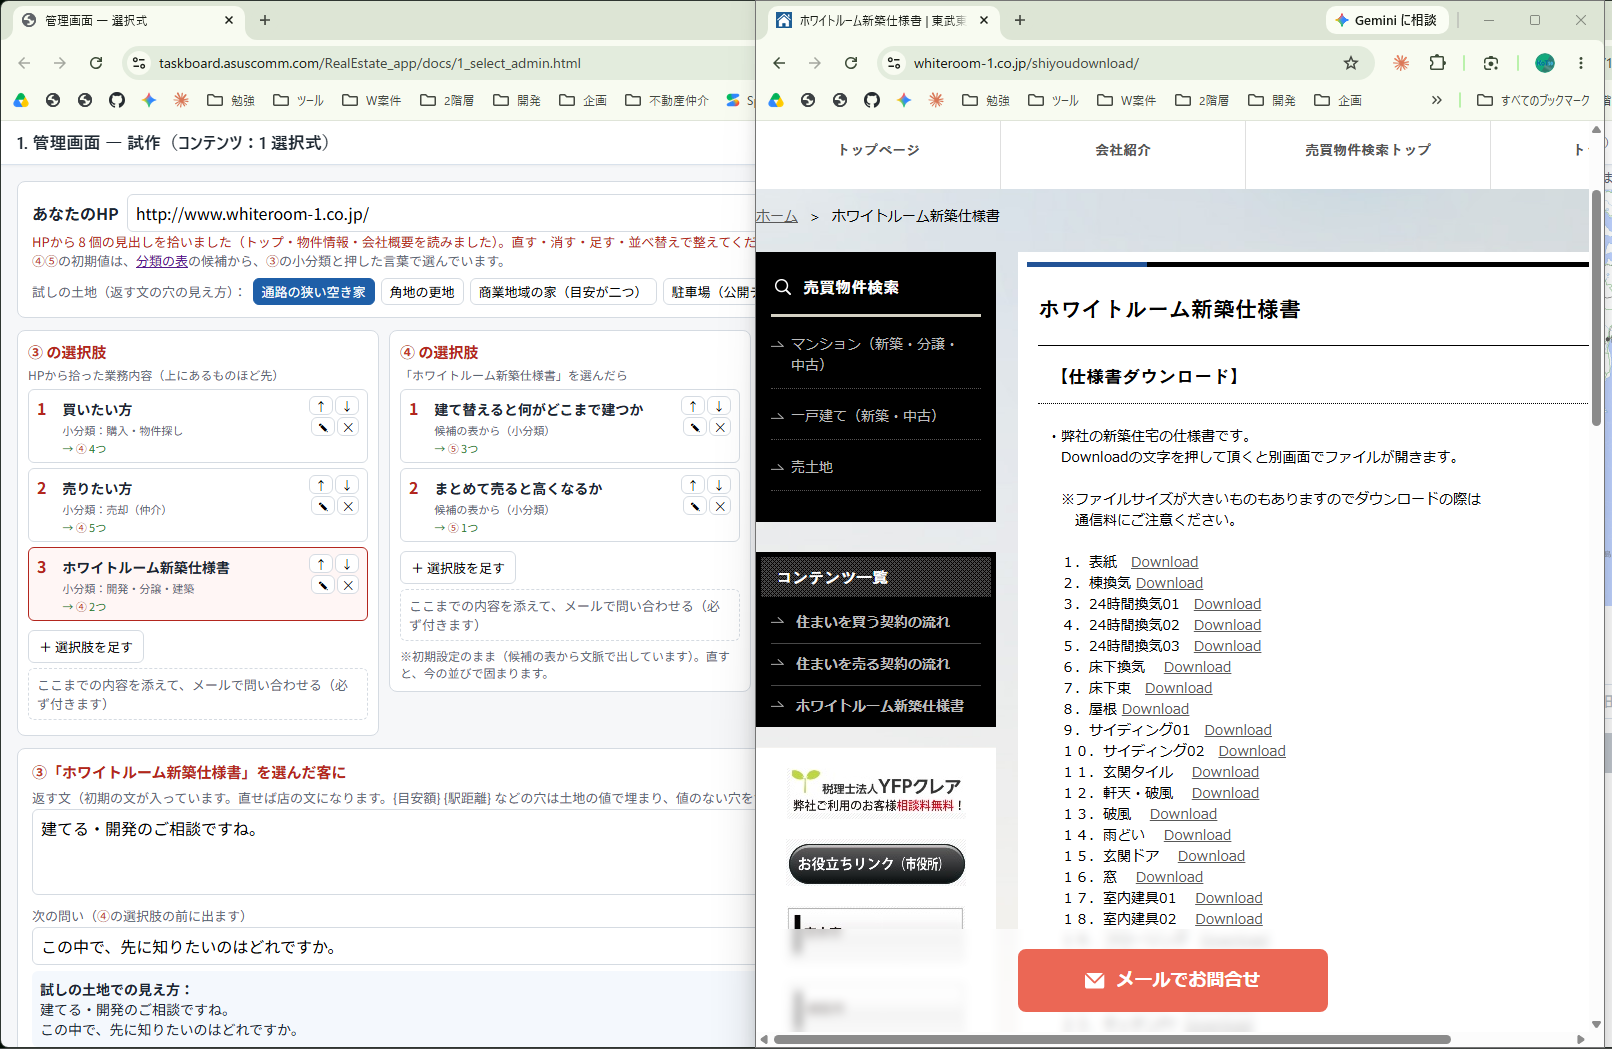 管理画面 — 選択式
taskboard.asuscomm.com/RealEstate_app/docs/1_select_admin.html
勉強
ツール
W案件
2階層
開発
企画
不動産仲介
1. 管理画面 — 試作（コンテンツ：1 選択式）
あなたのHP
http://www.whiteroom-1.co.jp/
HPから 8 個の見出しを拾いました（トップ・物件情報・会社概要を読みました）。直す・消す・足す・並べ替えで整えてくだ
④⑤の初期値は、分類の表の候補から、③の小分類と押した言葉で選んでいます。
試しの土地（返す文の穴の見え方）：
通路の狭い空き家
角地の更地
商業地域の家（目安が二つ）
駐車場（公開デ
③ の選択肢
HPから拾った業務内容（上にあるものほど先）
1 買いたい方
小分類：購入・物件探し
→ ④ 4つ
2 売りたい方
小分類：売却（仲介）
→ ④ 5つ
3 ホワイトルーム新築仕様書
小分類：開発・分譲・建築
→ ④ 2つ
＋ 選択肢を足す
ここまでの内容を添えて、メールで問い合わせる（必
ず付きます）
④ の選択肢
「ホワイトルーム新築仕様書」を選んだら
1 建て替えると何がどこまで建つか
候補の表から（小分類）
→ ⑤ 3つ
2 まとめて売ると高くなるか
候補の表から（小分類）
→ ⑤ 1つ
＋ 選択肢を足す
ここまでの内容を添えて、メールで問い合わせる（必
ず付きます）
※初期設定のまま（候補の表から文脈で出しています）。直す
と、今の並びで固まります。
③「ホワイトルーム新築仕様書」を選んだ客に
返す文（初期の文が入っています。直せば店の文になります。{目安額} {駅距離} などの穴は土地の値で埋まり、値のない穴を
建てる・開発のご相談ですね。
次の問い（④の選択肢の前に出ます）
この中で、先に知りたいのはどれですか。
試しの土地での見え方：
建てる・開発のご相談ですね。
この中で、先に知りたいのはどれですか。
ホワイトルーム新築仕様書 | 東武東
Gemini に相談
whiteroom-1.co.jp/shiyoudownload/
勉強
ツール
W案件
2階層
開発
企画
すべてのブックマーク
トップページ
会社紹介
売買物件検索トップ
ホーム > ホワイトルーム新築仕様書
売買物件検索
マンション（新築・分譲・
中古）
一戸建て（新築・中古）
売土地
コンテンツ一覧
住まいを買う契約の流れ
住まいを売る契約の流れ
ホワイトルーム新築仕様書
税理士法人YFPクレア
弊社ご利用のお客様相談料無料！
お役立ちリンク（市役所）
ホワイトルーム新築仕様書
【仕様書ダウンロード】
・弊社の新築住宅の仕様書です。
Downloadの文字を押して頂くと別画面でファイルが開きます。
※ファイルサイズが大きいものもありますのでダウンロードの際は
通信料にご注意ください。
１．表紙 Download
２．棟換気 Download
３．24時間換気01 Download
４．24時間換気02 Download
５．24時間換気03 Download
６．床下換気 Download
７．床下束 Download
８．屋根 Download
９．サイディング01 Download
１０．サイディング02 Download
１１．玄関タイル Download
１２．軒天・破風 Download
１３．破風 Download
１４．雨どい Download
１５．玄関ドア Download
１６．窓 Download
１７．室内建具01 Download
１８．室内建具02 Download
メールでお問合せ